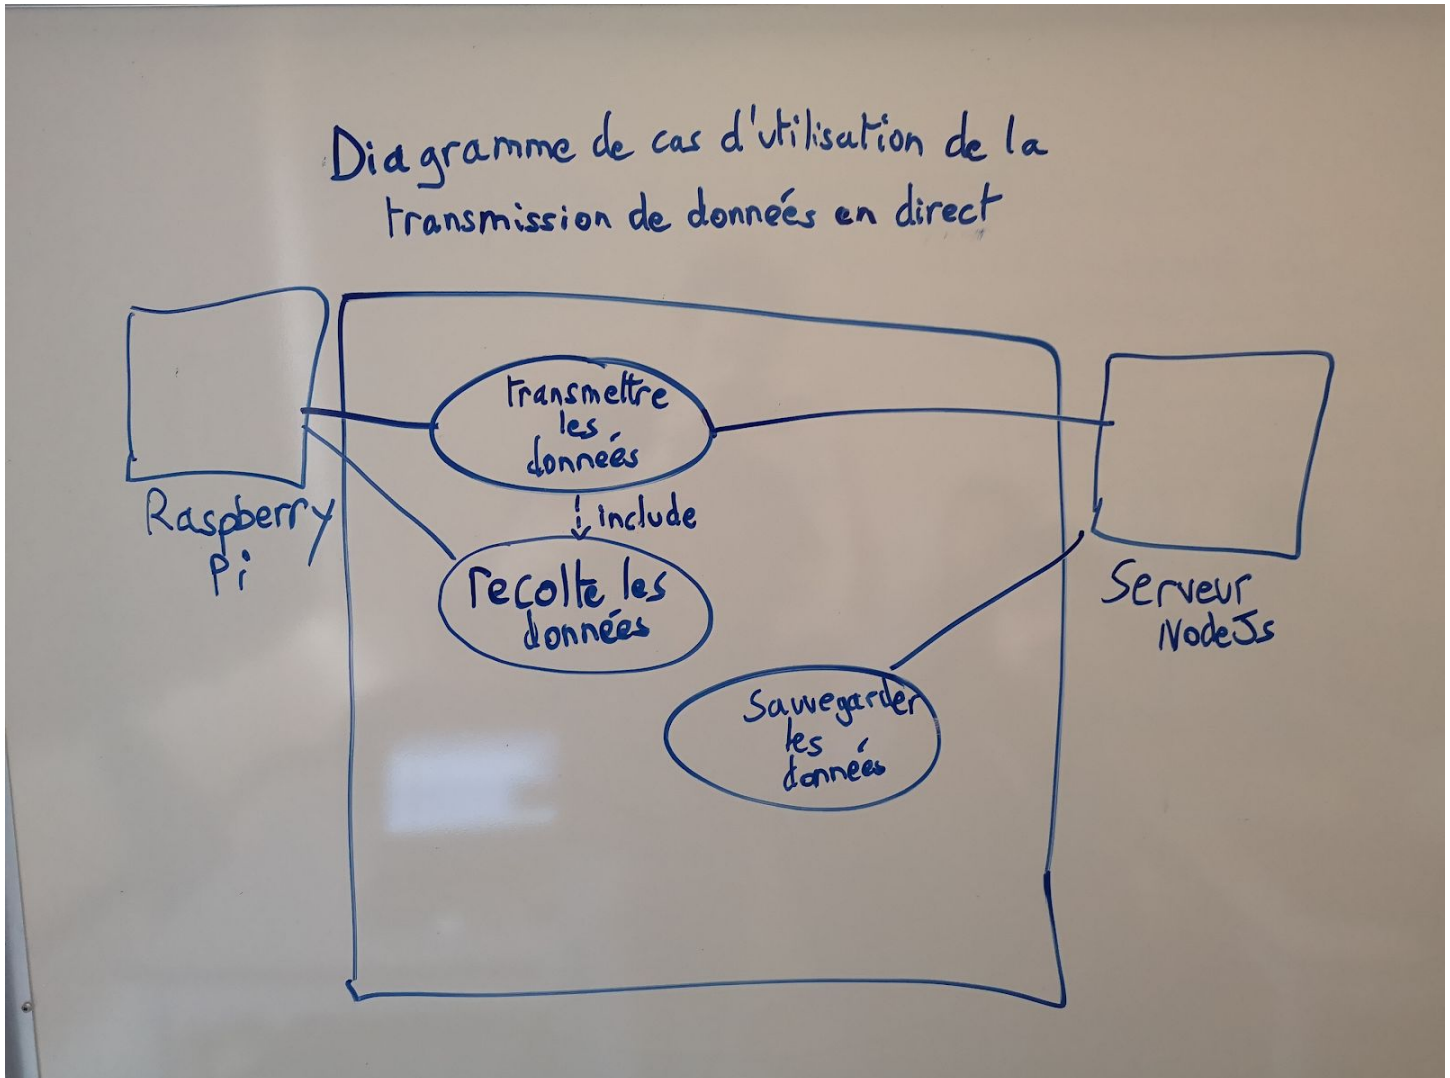 Diagramme de cas d'utilisation de la
transmission de données en direct
transmettre
les
données
include
recolte les
données
Sauvegarder
les
données
Raspberry
Pi
Serveur
NodeJs